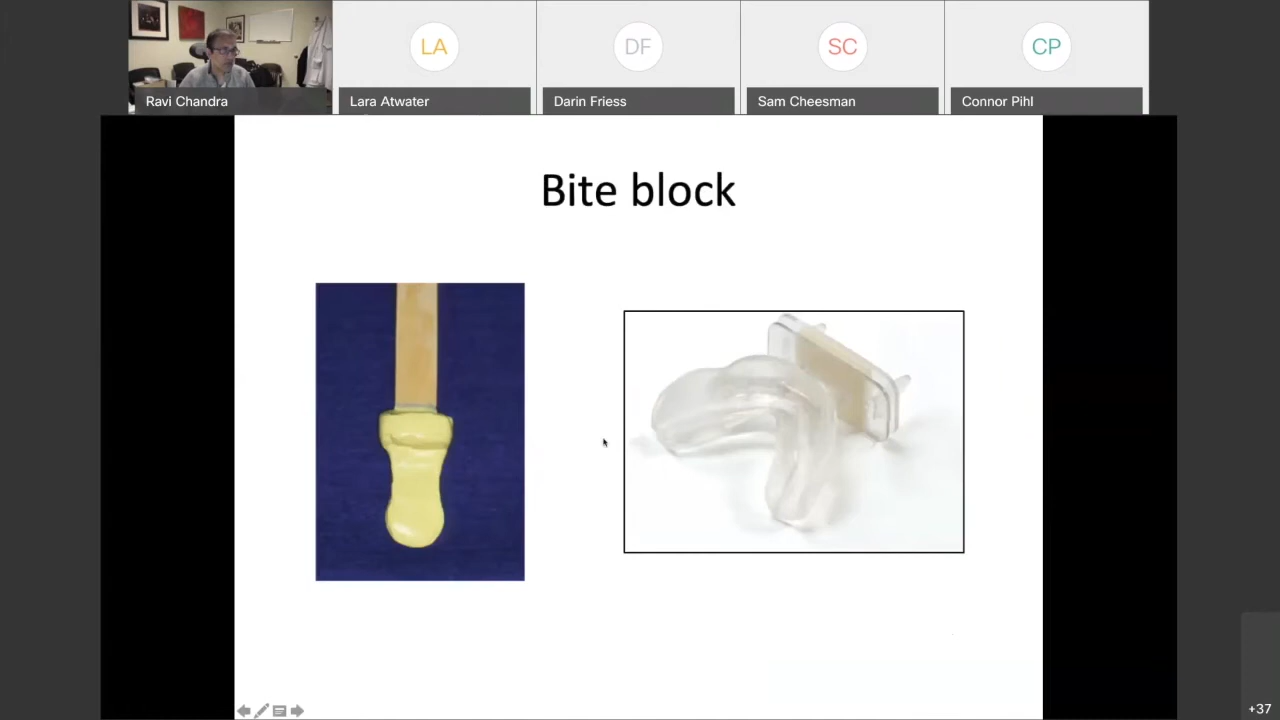 LA
DF
SC
CP
Ravi Chandra
Lara Atwater
Darin Friess
Sam Cheesman
Connor Pihl
Bite block
+37